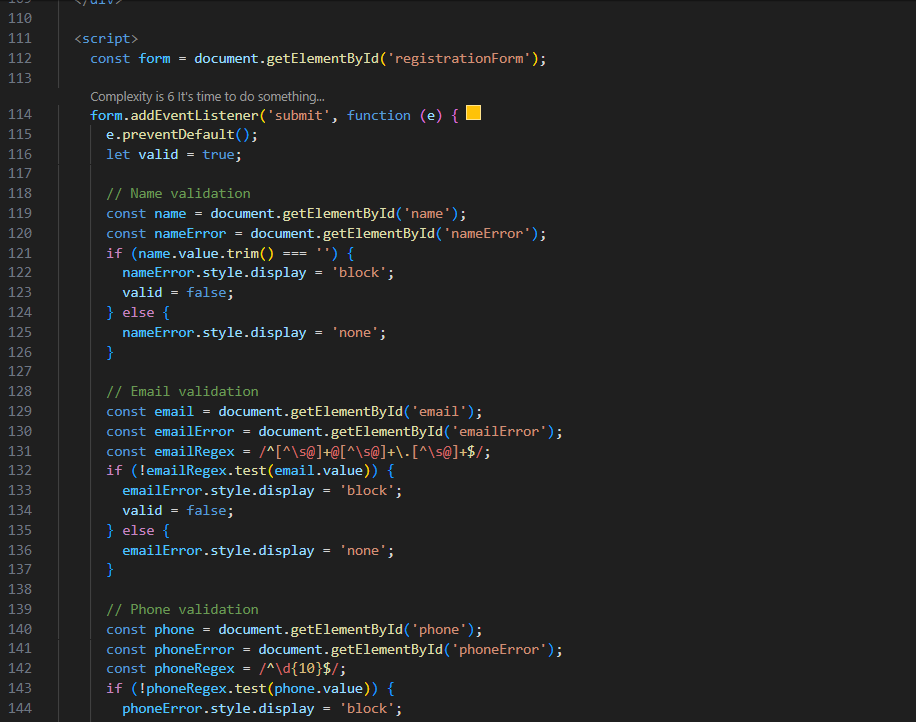 109 </div>
110
111 <script>
112 const form = document.getElementById('registrationForm');
113
Complexity is 6 It's time to do something...
114 form.addEventListener('submit', function (e) {
115 e.preventDefault();
116 let valid = true;
117
118 // Name validation
119 const name = document.getElementById('name');
120 const nameError = document.getElementById('nameError');
121 if (name.value.trim() === '') {
122 nameError.style.display = 'block';
123 valid = false;
124 } else {
125 nameError.style.display = 'none';
126 }
127
128 // Email validation
129 const email = document.getElementById('email');
130 const emailError = document.getElementById('emailError');
131 const emailRegex = /^[^\s@]+@[^\s@]+\.[^\s@]+$/;
132 if (!emailRegex.test(email.value)) {
133 emailError.style.display = 'block';
134 valid = false;
135 } else {
136 emailError.style.display = 'none';
137 }
138
139 // Phone validation
140 const phone = document.getElementById('phone');
141 const phoneError = document.getElementById('phoneError');
142 const phoneRegex = /^\d{10}$/;
143 if (!phoneRegex.test(phone.value)) {
144 phoneError.style.display = 'block';